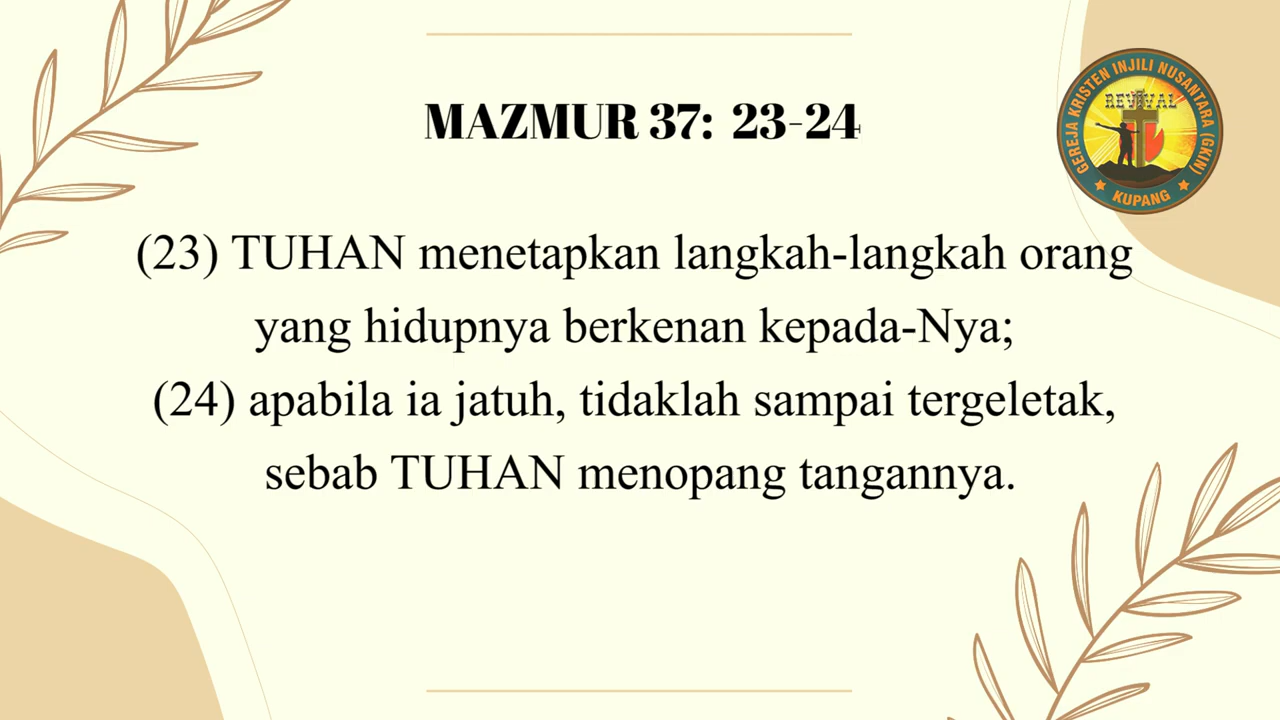 MAZMUR 37: 23-24
GEREJA KRISTEN INJILI NUSANTARA (GKIN)
REVIVAL
KUPANG
(23) TUHAN menetapkan langkah-langkah orang
yang hidupnya berkenan kepada-Nya;
(24) apabila ia jatuh, tidaklah sampai tergeletak,
sebab TUHAN menopang tangannya.